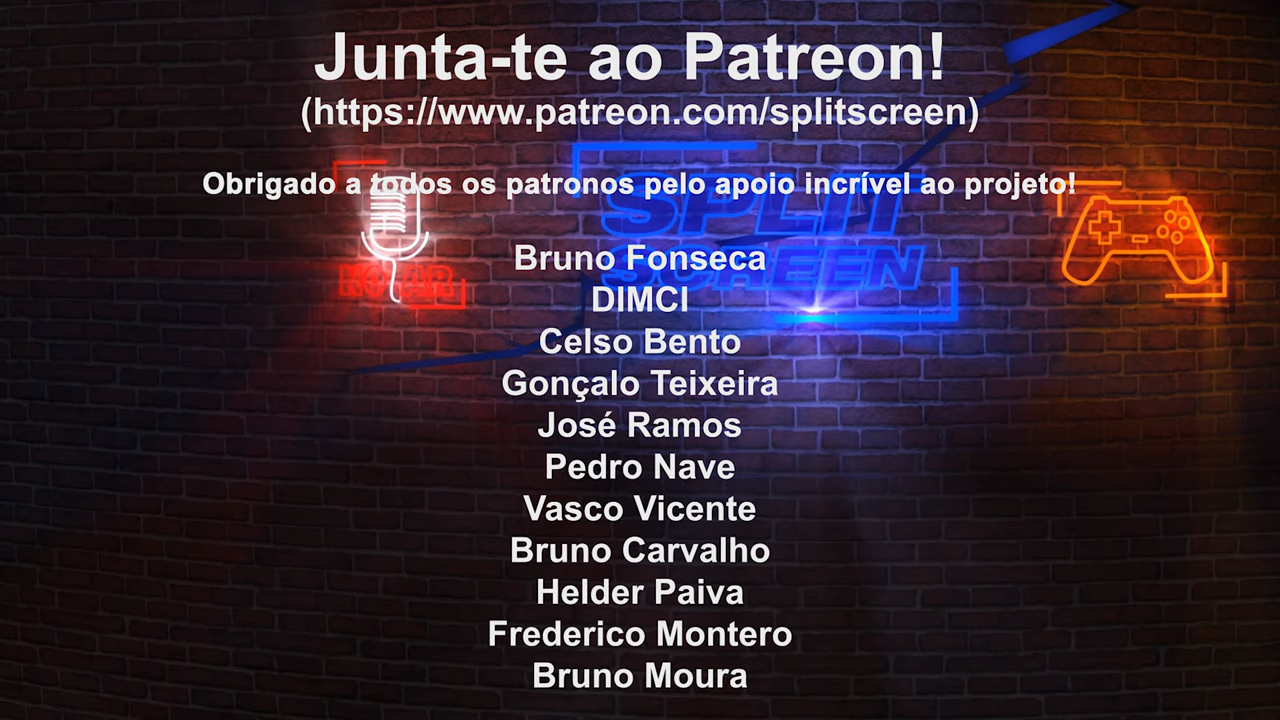 Junta-te ao Patreon!
(https://www.patreon.com/splitscreen)
Obrigado a todos os patronos pelo apoio incrível ao projeto!
SPLIT
SCREEN
Bruno Fonseca
DIMCI
Celso Bento
Gonçalo Teixeira
José Ramos
Pedro Nave
Vasco Vicente
Bruno Carvalho
Helder Paiva
Frederico Montero
Bruno Moura